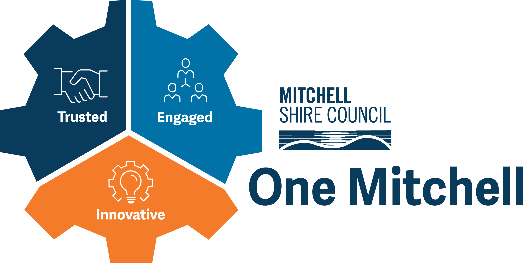 Trusted
Engaged
Innovative
MITCHELL
SHIRE COUNCIL
One Mitchell